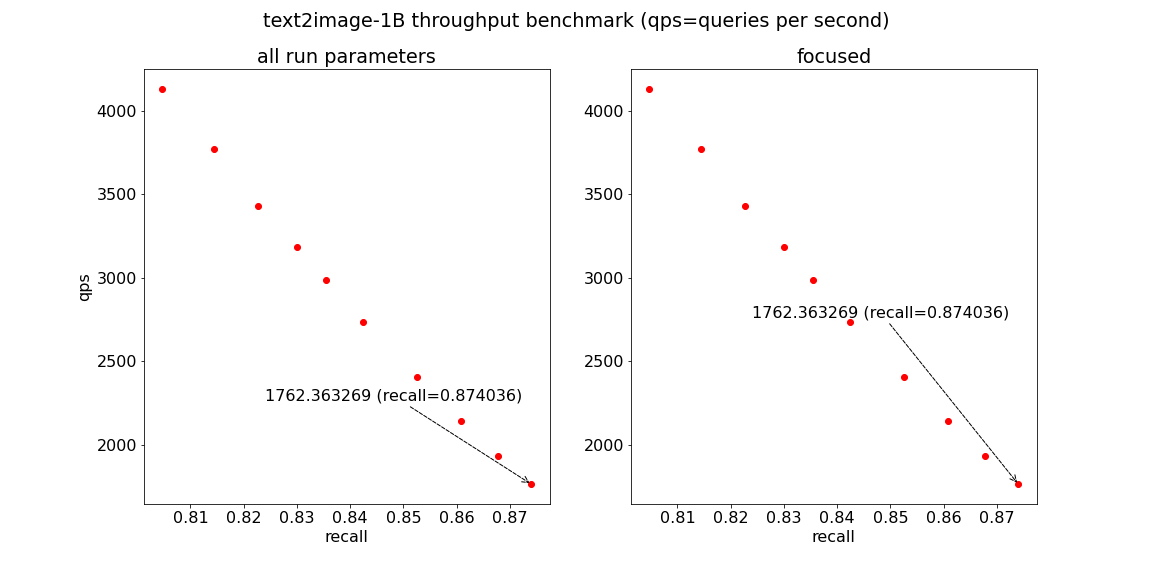 text2image-1B throughput benchmark (qps=queries per second)
all run parameters
qps
4000
3500
3000
2500
2000
1762.363269 (recall=0.874036)
0.81 0.82 0.83 0.84 0.85 0.86 0.87
recall
focused
4000
3500
3000
2500
2000
1762.363269 (recall=0.874036)
0.81 0.82 0.83 0.84 0.85 0.86 0.87
recall